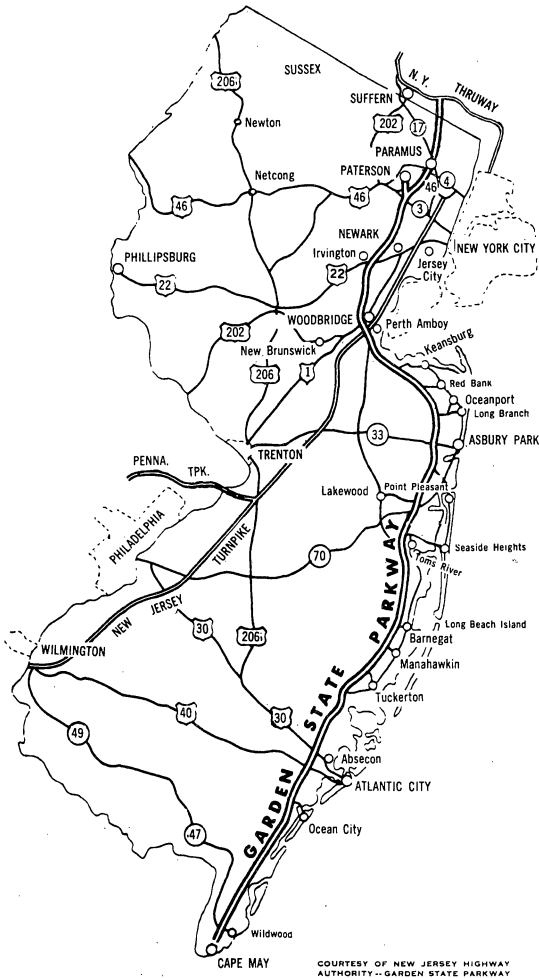 206
SUSSEX
N.Y. THRUWAY
SUFFERN
202
17
Newton
PARAMUS
PATERSON
4
46
Netcong
46
46
3
NEWARK
NEW YORK CITY
Irvington
Jersey
City
PHILLIPSBURG
22
22
WOODBRIDGE
Perth Amboy
202
New Brunswick
Keansburg
206
1
Red Bank
Oceanport
Long Branch
33
ASBURY PARK
TRENTON
PENNA. TPK.
Lakewood
Point Pleasant
PHILADELPHIA
Seaside Heights
Toms River
70
NEW JERSEY TURNPIKE
30
206
Long Beach Island
Barnegat
WILMINGTON
Manahawkin
Tuckerton
40
30
49
Absecon
ATLANTIC CITY
GARDEN STATE PARKWAY
Ocean City
47
Wildwood
CAPE MAY
COURTESY OF NEW JERSEY HIGHWAY
AUTHORITY--GARDEN STATE PARKWAY